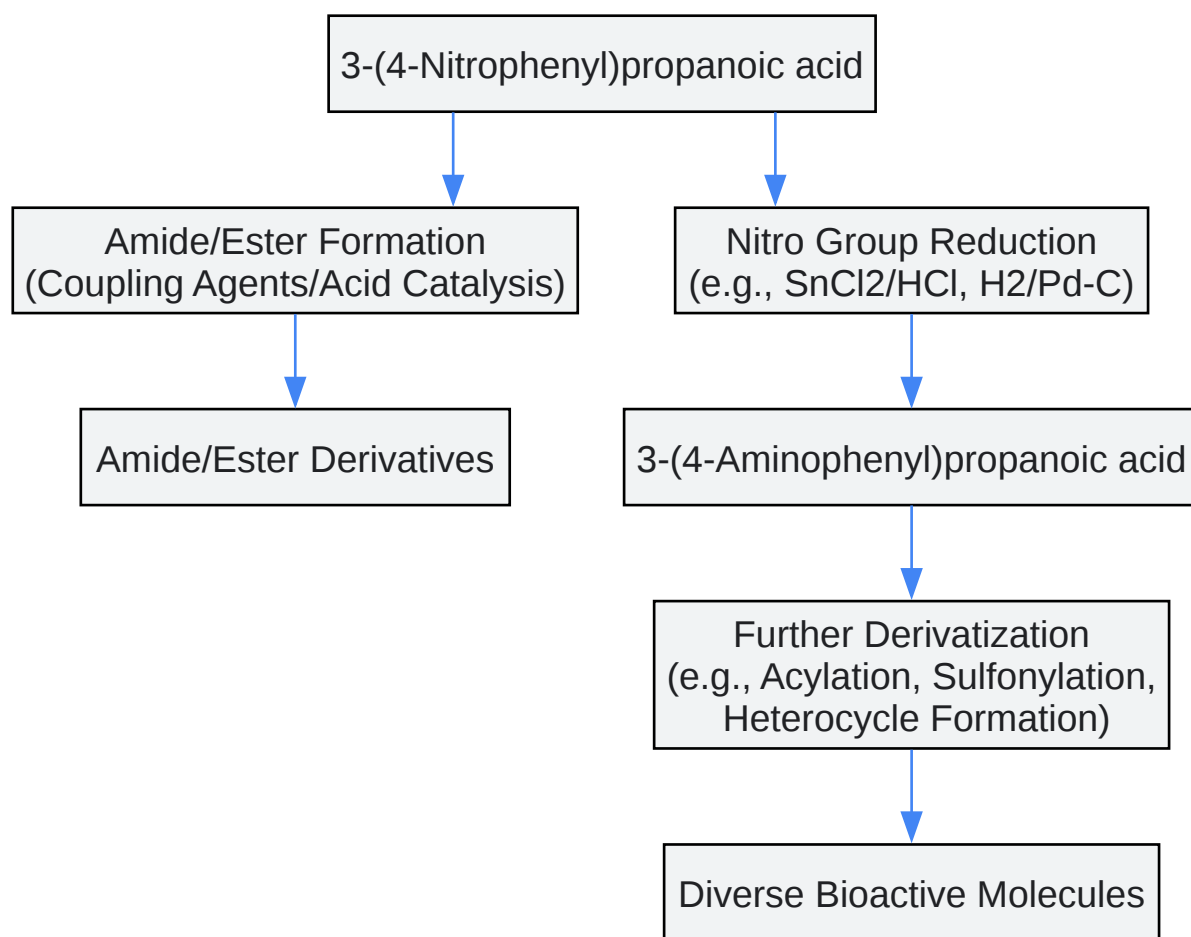 3-(4-Nitrophenyl)propanoic acid
Amide/Ester Formation
(Coupling Agents/Acid Catalysis)
Nitro Group Reduction
(e.g., SnCl2/HCl, H2/Pd-C)
Amide/Ester Derivatives
3-(4-Aminophenyl)propanoic acid
Further Derivatization
(e.g., Acylation, Sulfonylation,
Heterocycle Formation)
Diverse Bioactive Molecules